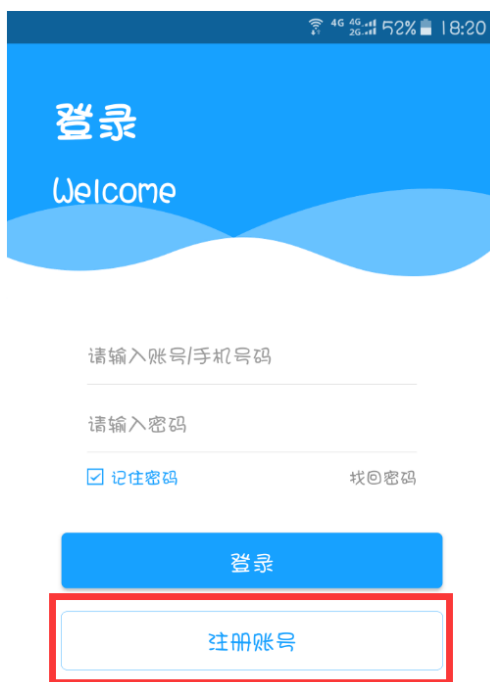 4G 4G 2G 52% 18:20
登录
Welcome
请输入账号/手机号码
请输入密码
记住密码 找回密码
登录
注册账号